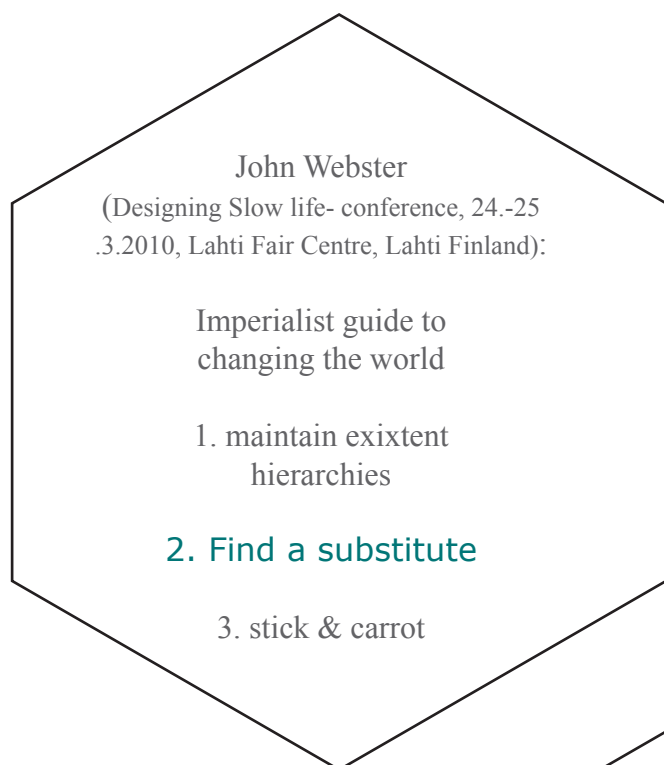 John Webster
(Designing Slow life- conference, 24.-25
.3.2010, Lahti Fair Centre, Lahti Finland):
Imperialist guide to
changing the world
1. maintain exixtent
hierarchies
2. Find a substitute
3. stick & carrot